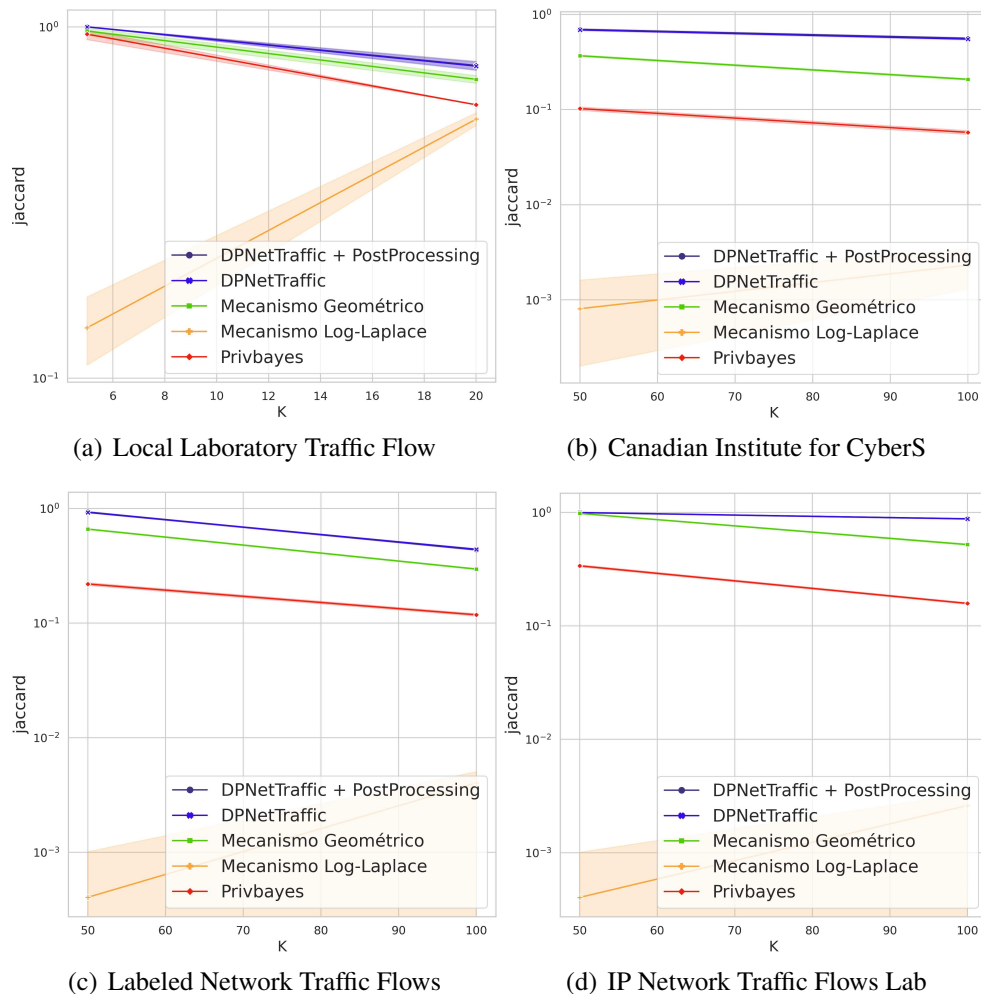 10⁰
10⁻¹
jaccard
DPNetTraffic + PostProcessing
DPNetTraffic
Mecanismo Geométrico
Mecanismo Log-Laplace
Privbayes
6 8 10 12 14 16 18 20
K
(a) Local Laboratory Traffic Flow
10⁰
10⁻¹
10⁻²
10⁻³
jaccard
DPNetTraffic + PostProcessing
DPNetTraffic
Mecanismo Geométrico
Mecanismo Log-Laplace
Privbayes
50 60 70 80 90 100
K
(b) Canadian Institute for CyberS
10⁰
10⁻¹
10⁻²
10⁻³
jaccard
DPNetTraffic + PostProcessing
DPNetTraffic
Mecanismo Geométrico
Mecanismo Log-Laplace
Privbayes
50 60 70 80 90 100
K
(c) Labeled Network Traffic Flows
10⁰
10⁻¹
10⁻²
10⁻³
jaccard
DPNetTraffic + PostProcessing
DPNetTraffic
Mecanismo Geométrico
Mecanismo Log-Laplace
Privbayes
50 60 70 80 90 100
K
(d) IP Network Traffic Flows Lab